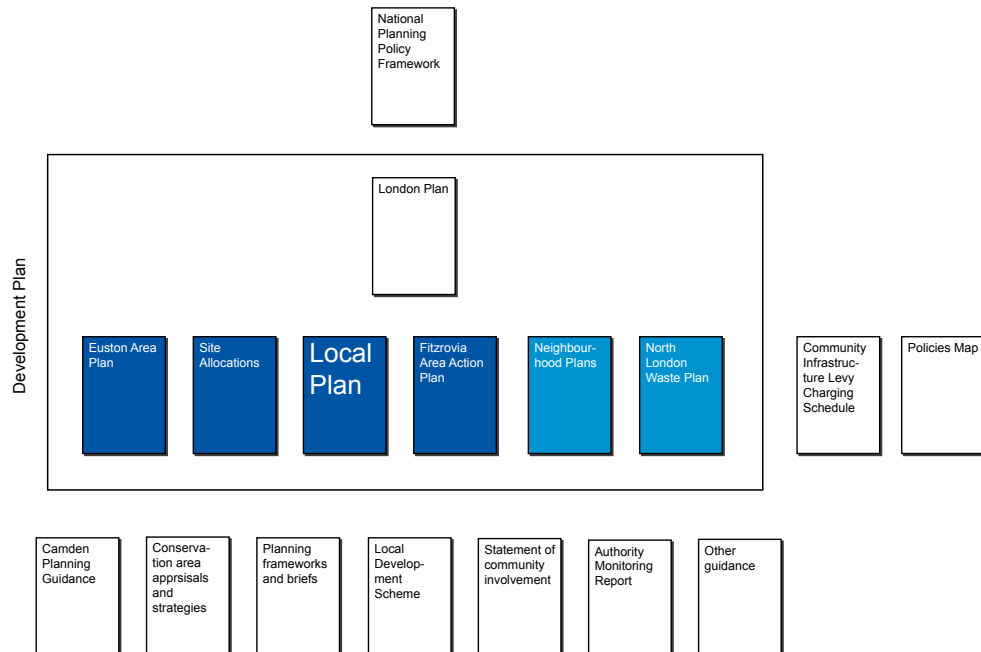 National
Planning
Policy
Framework
London Plan
Development Plan
Euston Area
Plan
Site
Allocations
Local
Plan
Fitzrovia
Area Action
Plan
Neighbour-
hood Plans
North
London
Waste Plan
Community
Infrastruc-
ture Levy
Charging
Schedule
Policies Map
Camden
Planning
Guidance
Conserva-
tion area
apprsisals
and
strategies
Planning
frameworks
and briefs
Local
Develop-
ment
Scheme
Statement of
community
involvement
Authority
Monitoring
Report
Other
guidance